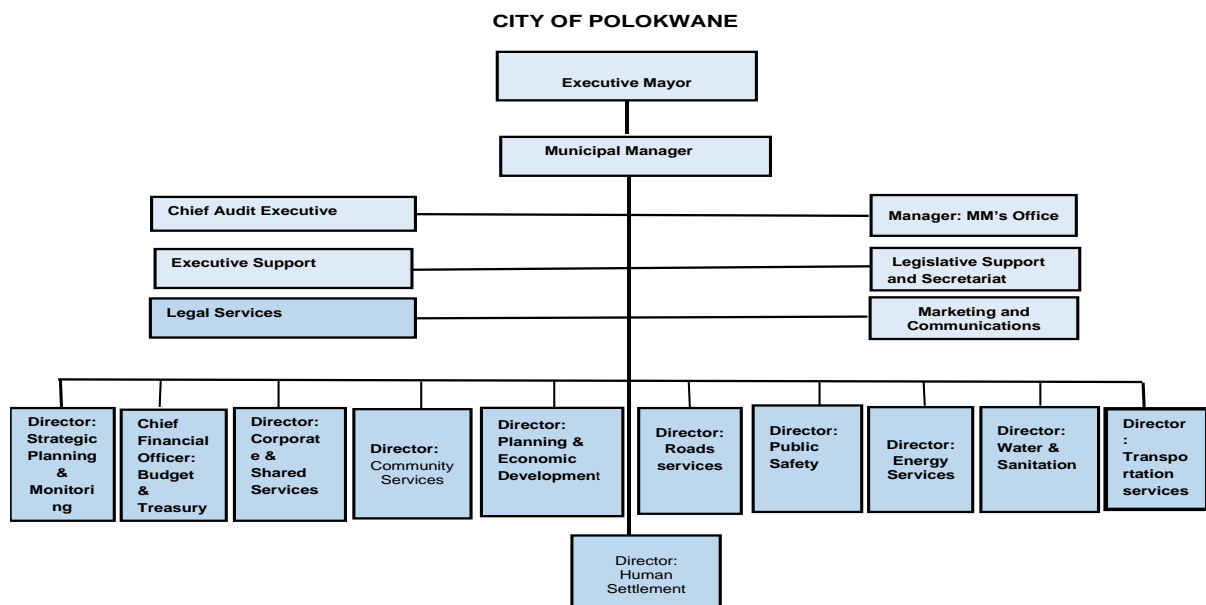 CITY OF POLOKWANE
Executive Mayor
Municipal Manager
Chief Audit Executive
Manager: MM's Office
Executive Support
Legislative Support
and Secretariat
Legal Services
Marketing and
Communications
Director:
Strategic
Planning
&
Monitori
ng
Chief
Financial
Officer:
Budget
&
Treasury
Director:
Corporat
e &
Shared
Services
Director:
Community
Services
Director:
Planning &
Economic
Development
Director:
Roads
services
Director:
Public
Safety
Director:
Energy
Services
Director:
Water &
Sanitation
Director
:
Transpo
rtation
services
Director:
Human
Settlement